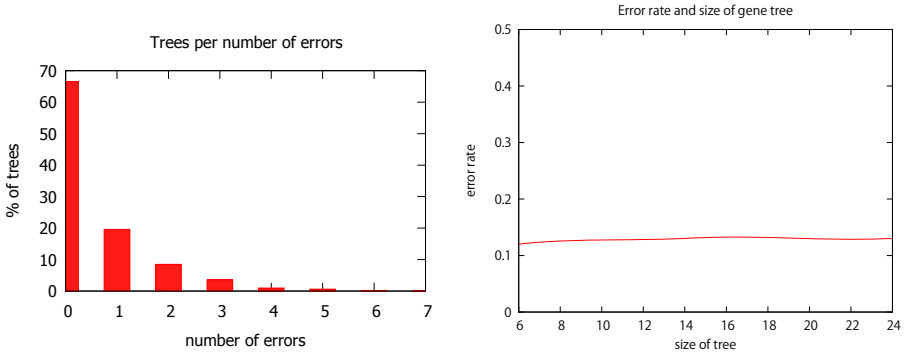 Trees per number of errors
% of trees
70
60
50
40
30
20
10
0
0 1 2 3 4 5 6 7
number of errors
Error rate and size of gene tree
error rate
0.5
0.4
0.3
0.2
0.1
0
6 8 10 12 14 16 18 20 22 24
size of tree